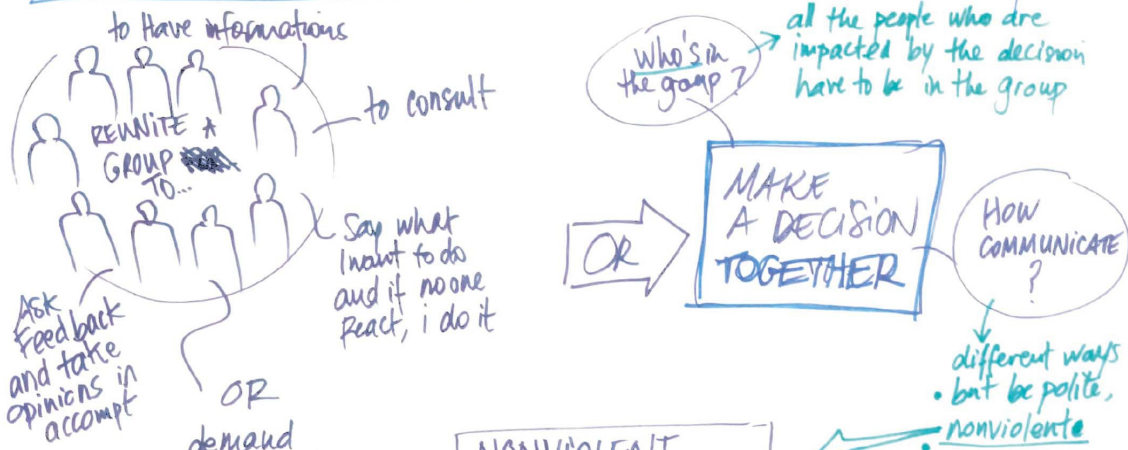 to Have informations
to consult
REUNITE A
GROUP
TO...
Say what
I want to do
and if no one
React, i do it
Ask
Feedback
and take
opinions in
accompt
OR
demand
OR
Who's in
the group?
all the people who are
impacted by the decision
have to be in the group
MAKE
A DECISION
TOGETHER
HOW
COMMUNICATE
?
different ways
• but be polite,
nonviolente
NONVIOLENT